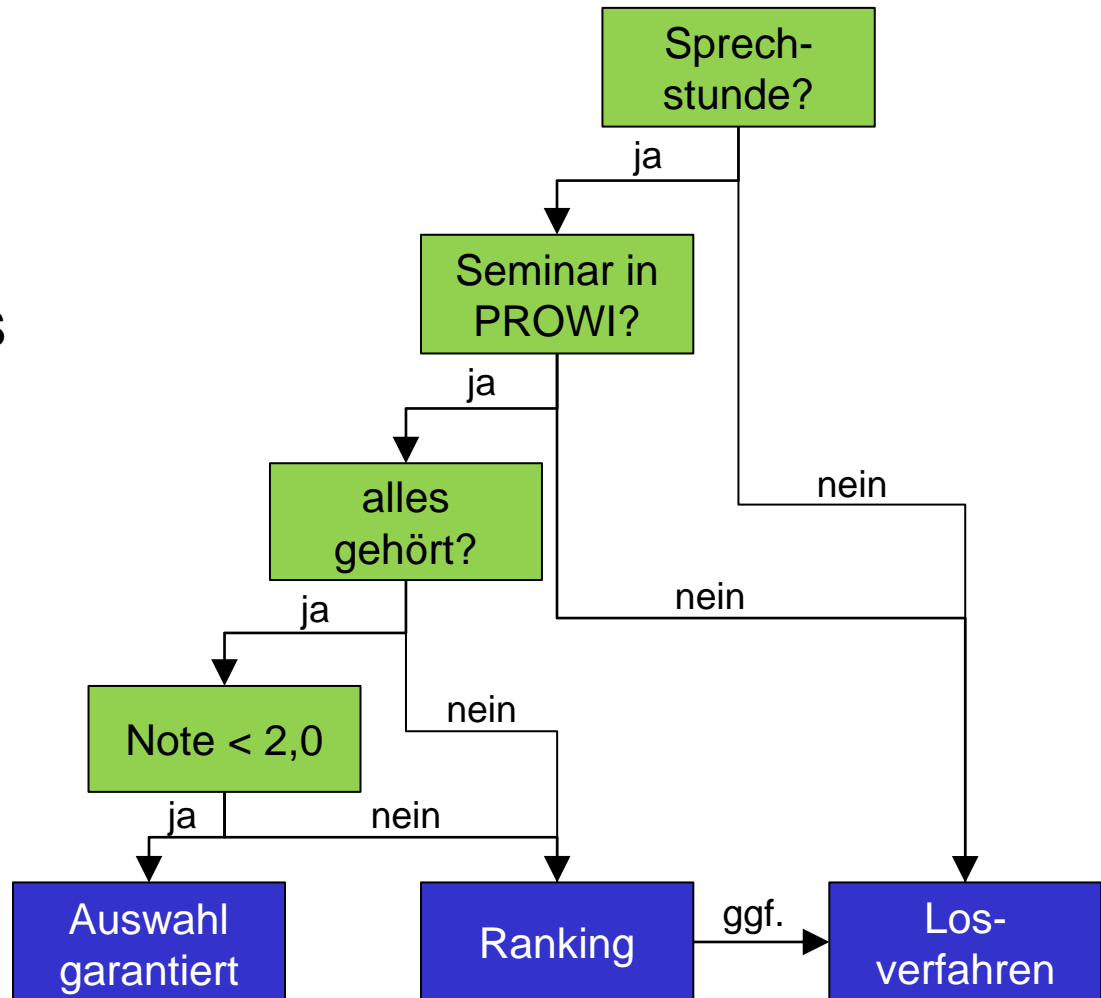 Sprech-
stunde?
ja
Seminar in
PROWI?
s
ja
alles
gehört?
nein
ja
nein
Note < 2,0
nein
ja
nein
Auswahl
garantiert
Ranking
ggf.
Los-
verfahren